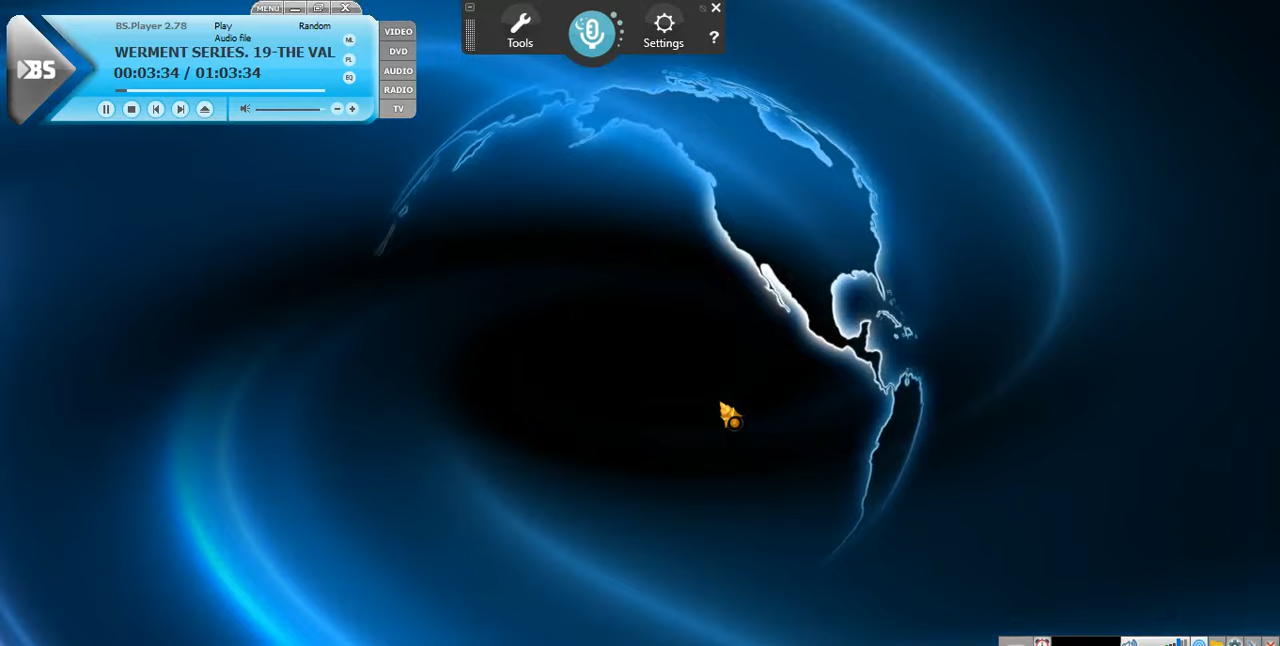 MENU
BS.Player 2.78 Play Random
Audio file
WERMENT SERIES. 19-THE VAL
00:03:34 / 01:03:34
BS
ML
PL
EQ
VIDEO
DVD
AUDIO
RADIO
TV
Tools
Settings
?